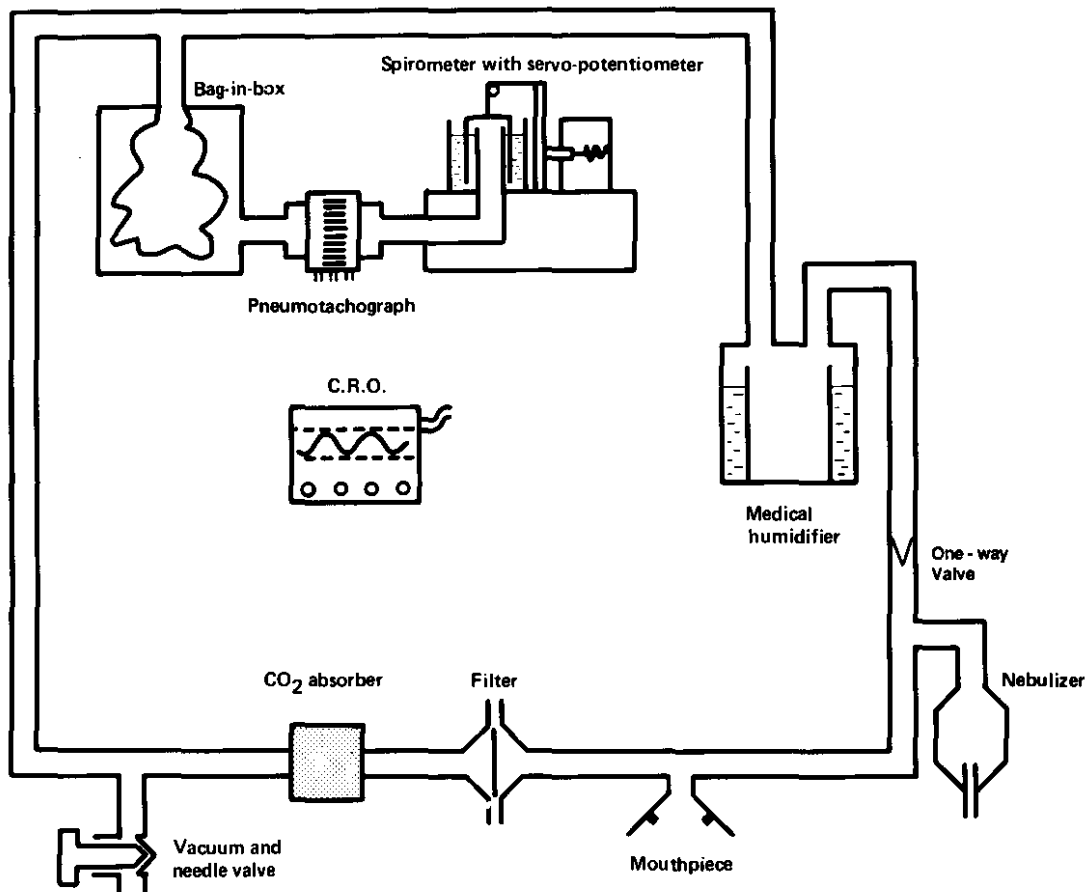 Spirometer with servo-potentiometer
Bag-in-box
Pneumotachograph
C.R.O.
Medical
humidifier
One - way
Valve
CO2 absorber
Filter
Nebulizer
Vacuum and
needle valve
Mouthpiece